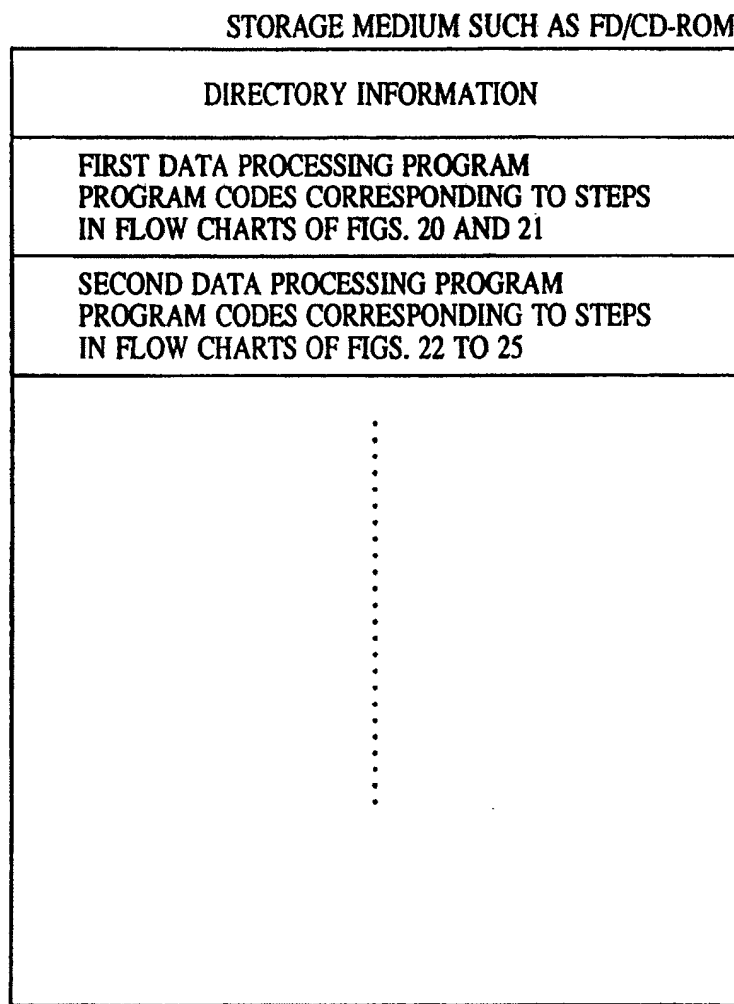 STORAGE MEDIUM SUCH AS FD/CD-ROM
DIRECTORY INFORMATION
FIRST DATA PROCESSING PROGRAM
PROGRAM CODES CORRESPONDING TO STEPS
IN FLOW CHARTS OF FIGS. 20 AND 21
SECOND DATA PROCESSING PROGRAM
PROGRAM CODES CORRESPONDING TO STEPS
IN FLOW CHARTS OF FIGS. 22 TO 25